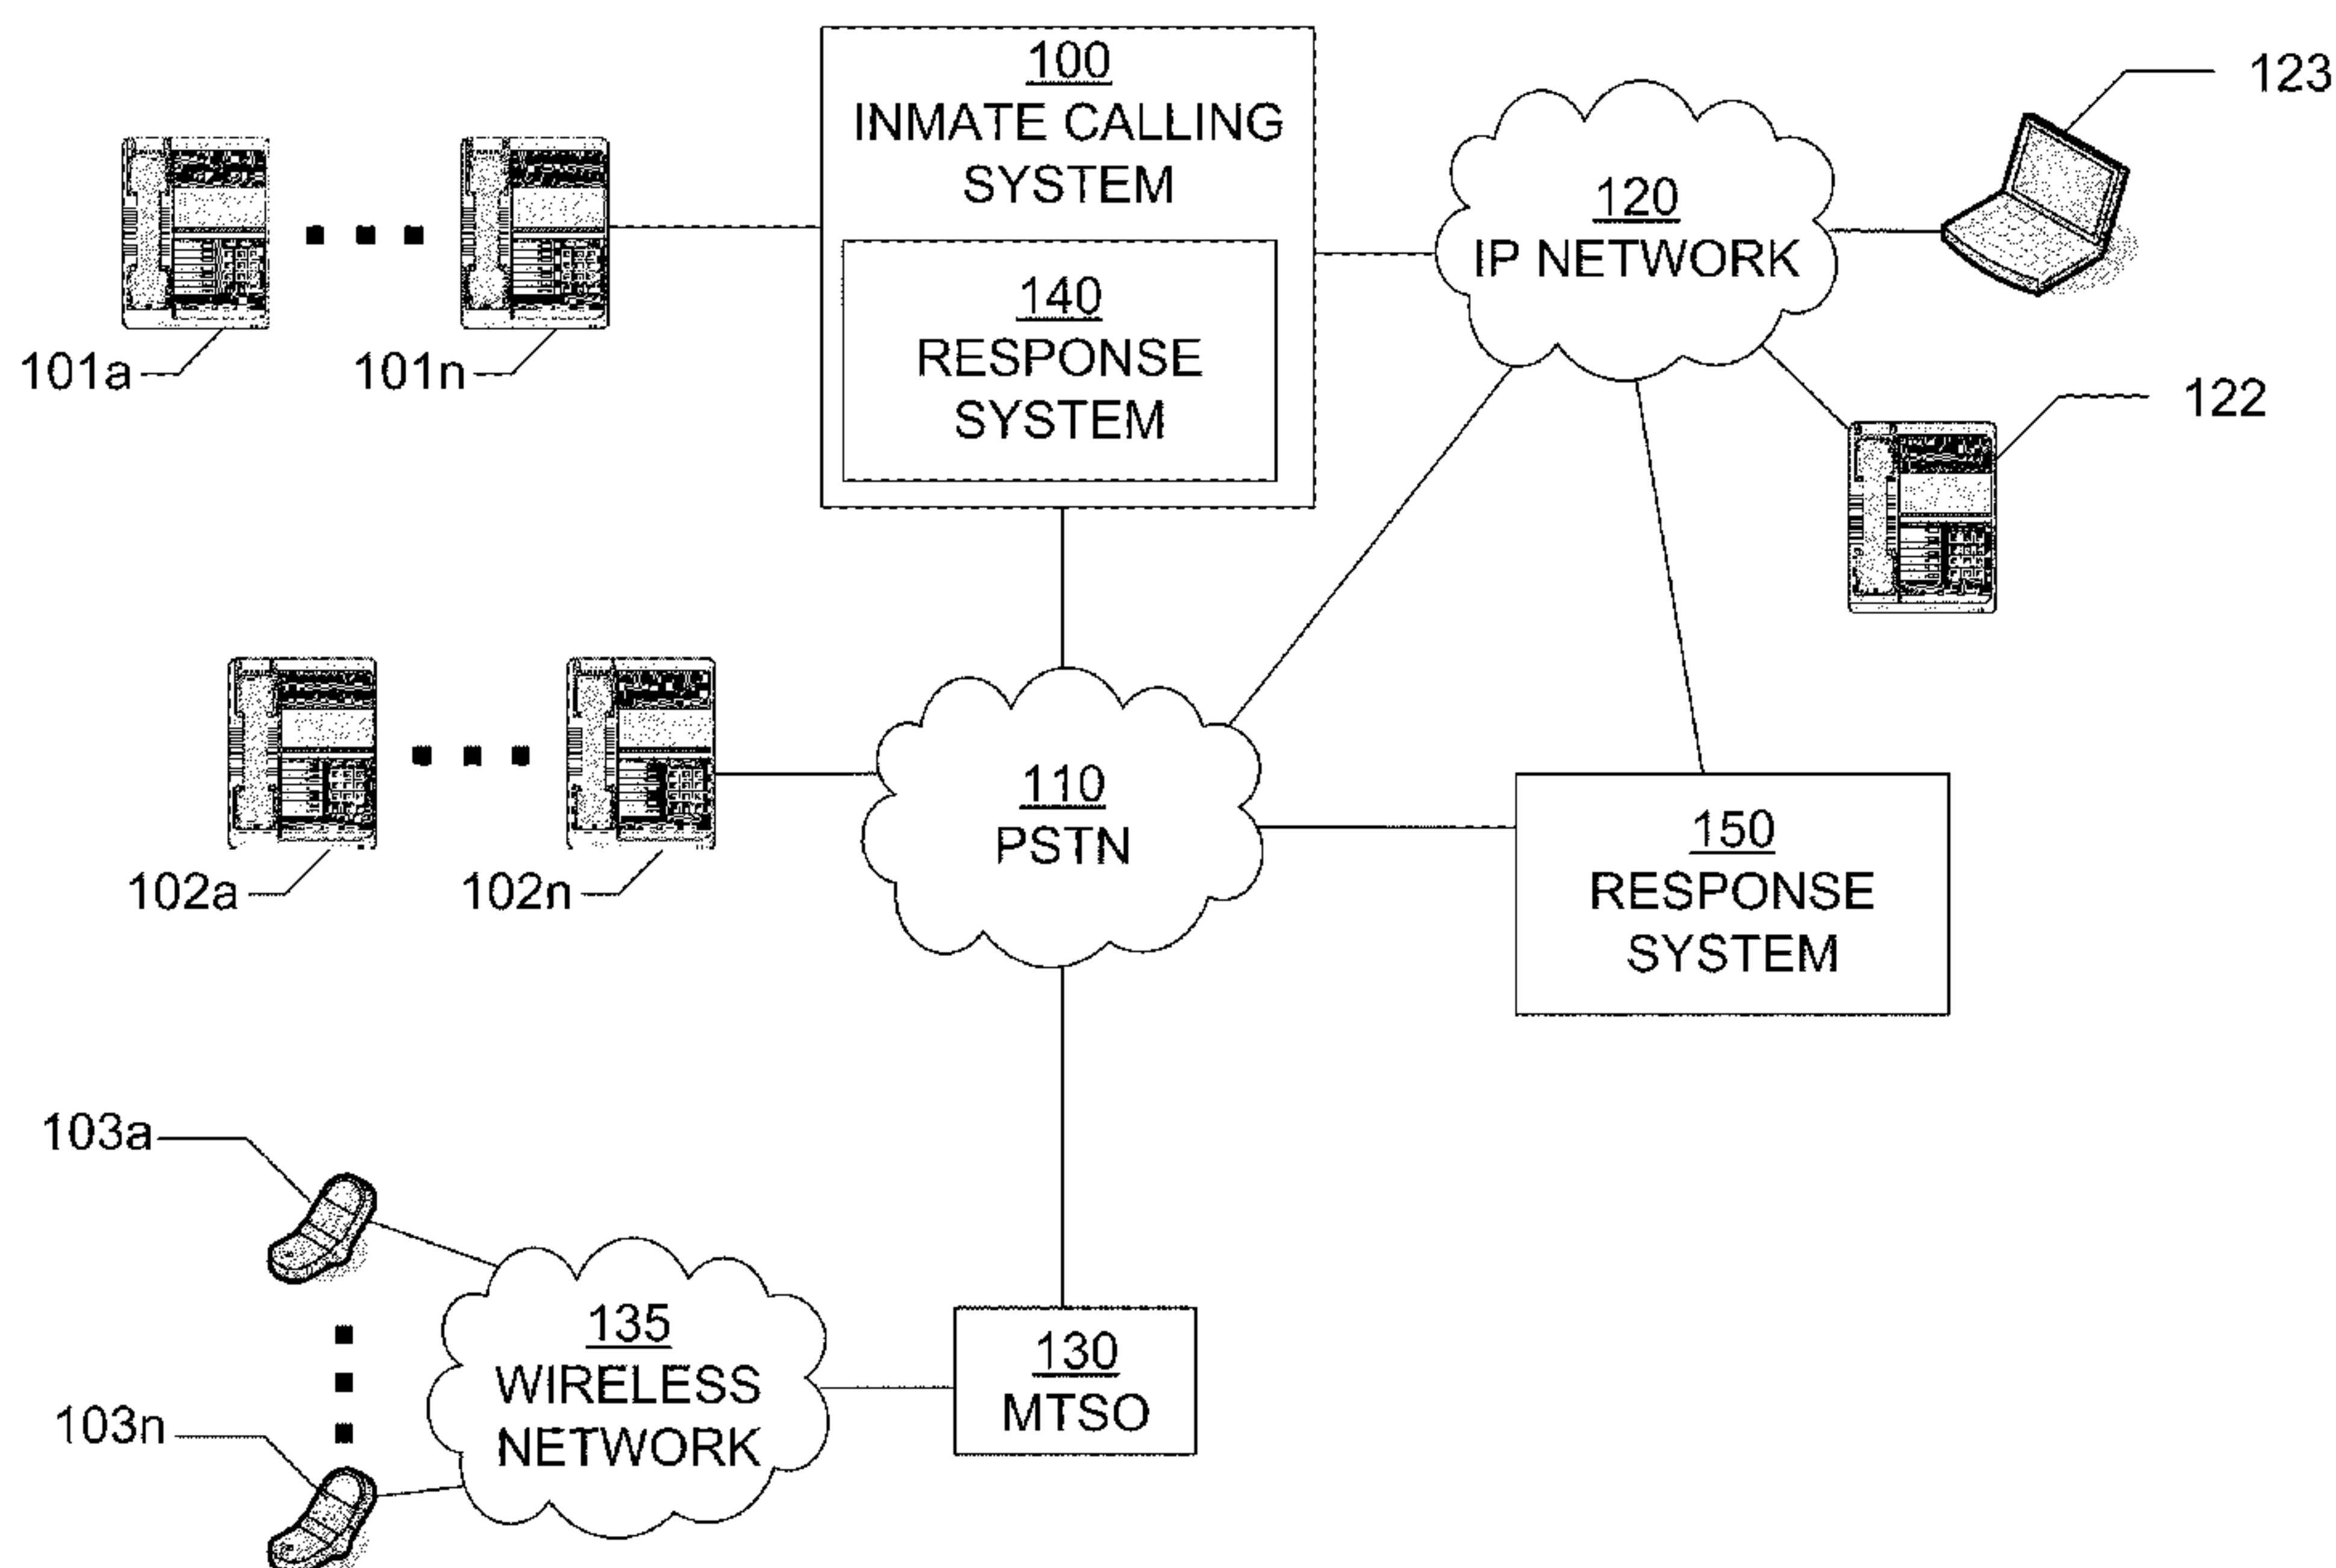 100
INMATE CALLING
SYSTEM
140
RESPONSE
SYSTEM
120
IP NETWORK
123
122
101a
101n
102a
102n
110
PSTN
150
RESPONSE
SYSTEM
103a
103n
135
WIRELESS
NETWORK
130
MTSO